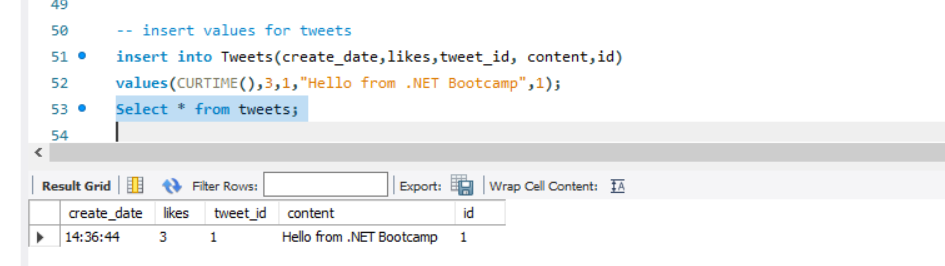 49
50 -- insert values for tweets
51 insert into Tweets(create_date,likes,tweet_id, content,id)
52 values(CURTIME(),3,1,"Hello from .NET Bootcamp",1);
53 Select * from tweets;
54
Result Grid Filter Rows: Export: Wrap Cell Content: IA
create_date likes tweet_id content id
14:36:44 3 1 Hello from .NET Bootcamp 1